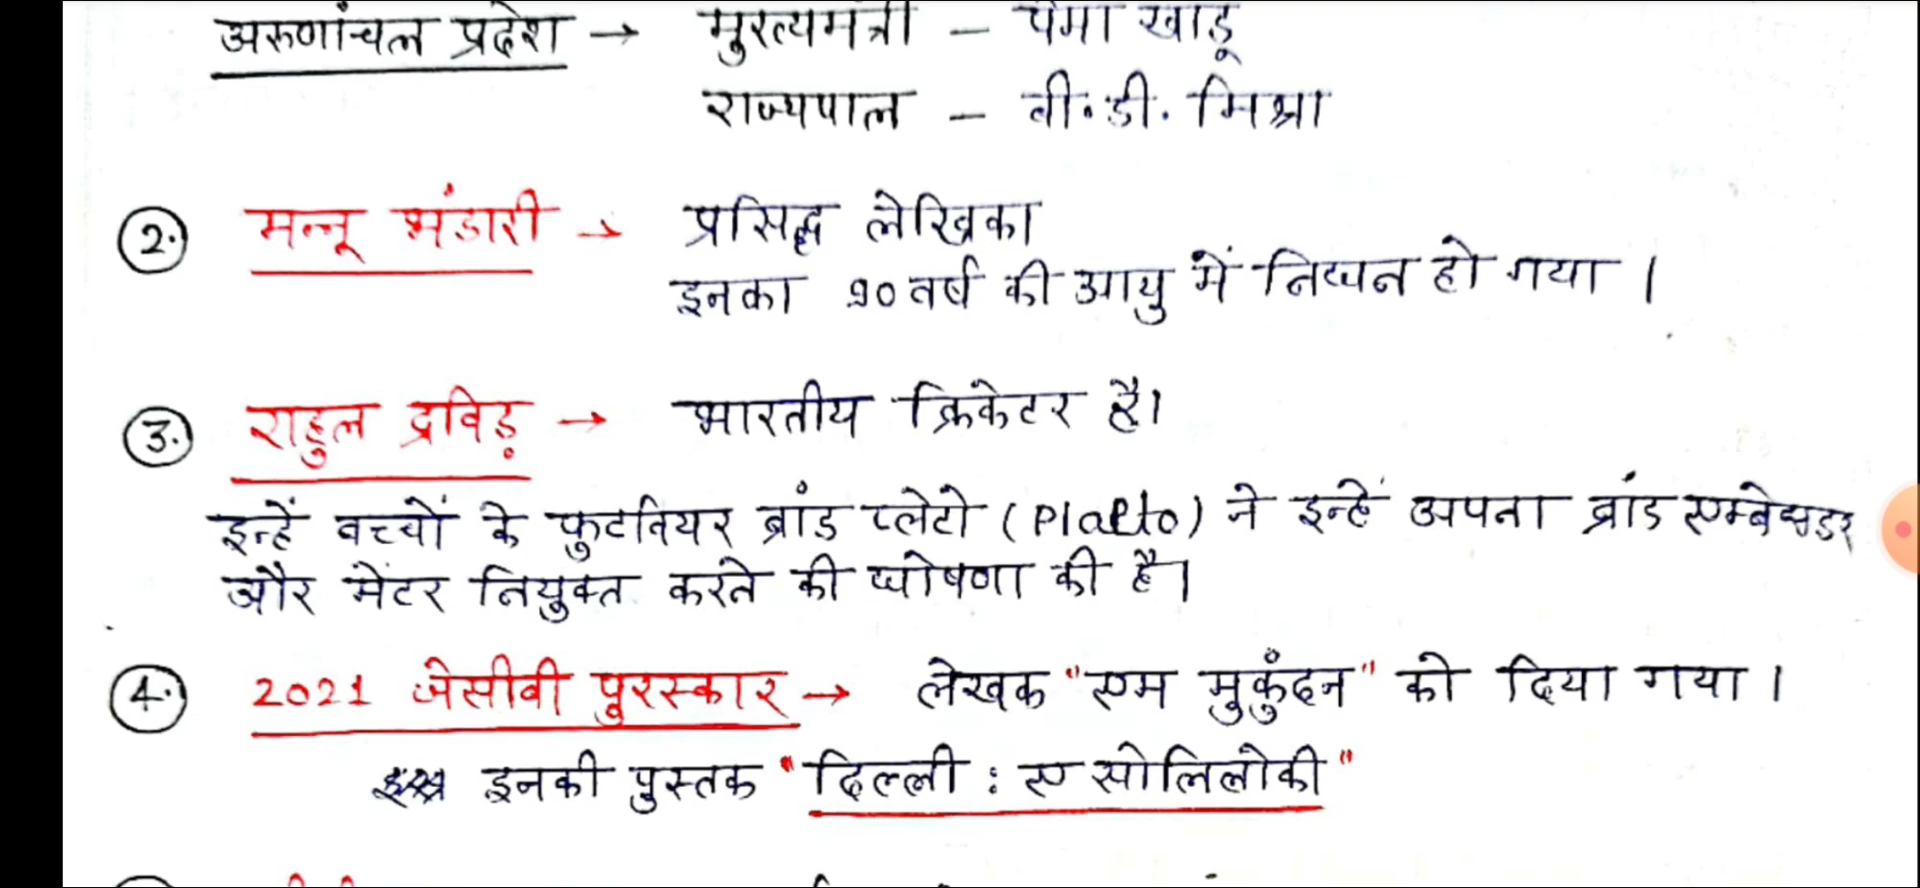 अरुणांचल प्रदेश → मुख्यमंत्री – पेमा खांडू
राज्यपाल – वी.डी. मिश्रा
2. मन्नू भंडारी → प्रसिद्ध लेखिका
इनका 90 वर्ष की आयु में निधन हो गया ।
3. राहुल द्रविड़ → भारतीय क्रिकेटर है।
इन्हें बच्चों के फुटवियर ब्रांड प्लेटो (Plaeto) ने इन्हें अपना ब्रांड एम्बेसडर
और मेंटर नियुक्त करने की घोषणा की है।
4. 2021 जेसीबी पुरस्कार → लेखक "एम मुकुंदन" को दिया गया ।
इनकी पुस्तक "दिल्ली : ए सोलिलोकी"